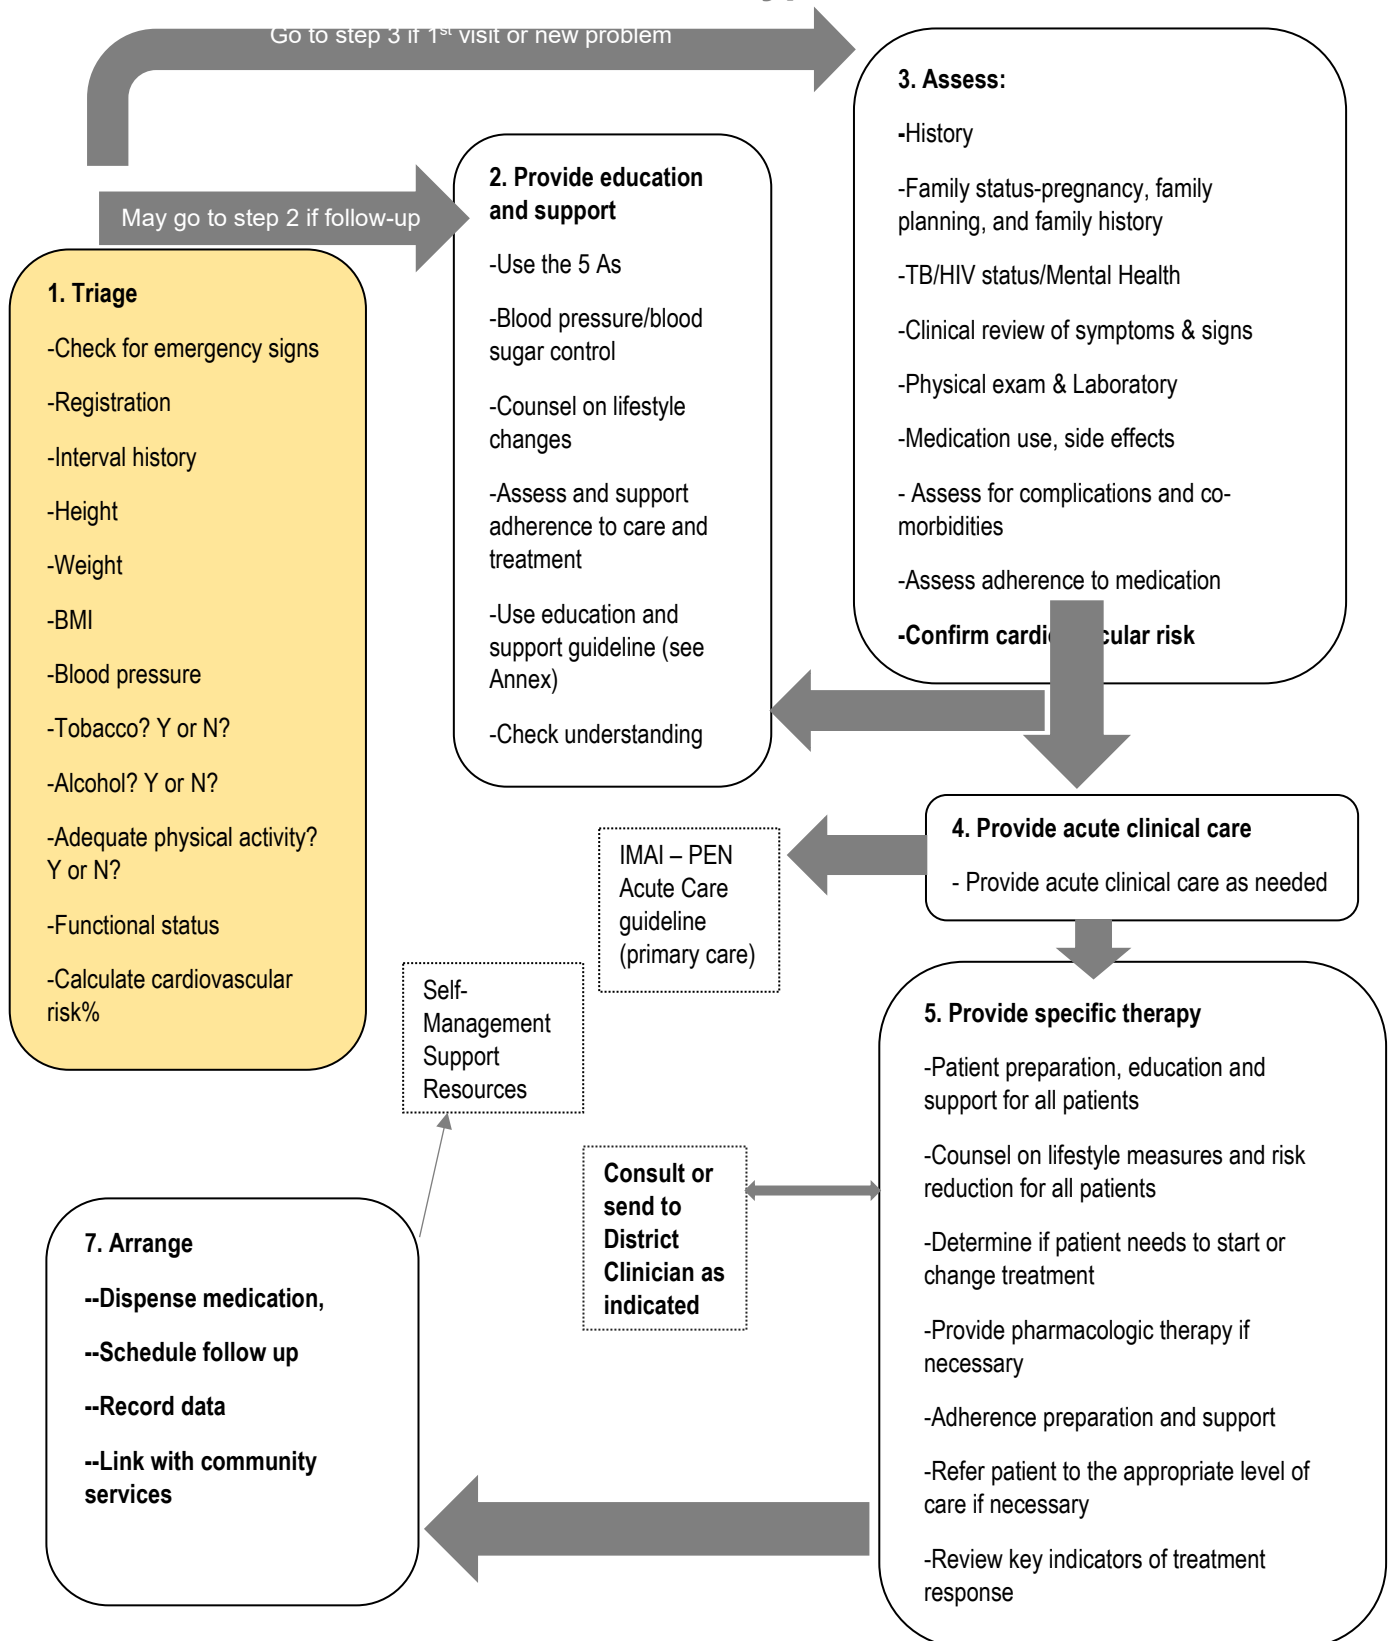 Go to step 3 if 1st visit or new problem
May go to step 2 if follow-up
1. Triage
-Check for emergency signs
-Registration
-Interval history
-Height
-Weight
-BMI
-Blood pressure
-Tobacco? Y or N?
-Alcohol? Y or N?
-Adequate physical activity?
Y or N?
-Functional status
-Calculate cardiovascular
risk%
2. Provide education
and support
-Use the 5 As
-Blood pressure/blood
sugar control
-Counsel on lifestyle
changes
-Assess and support
adherence to care and
treatment
-Use education and
support guideline (see
Annex)
-Check understanding
3. Assess:
-History
-Family status-pregnancy, family
planning, and family history
-TB/HIV status/Mental Health
-Clinical review of symptoms & signs
-Physical exam & Laboratory
-Medication use, side effects
- Assess for complications and co-
morbidities
-Assess adherence to medication
-Confirm cardiovascular risk
4. Provide acute clinical care
- Provide acute clinical care as needed
IMAI – PEN
Acute Care
guideline
(primary care)
5. Provide specific therapy
-Patient preparation, education and
support for all patients
-Counsel on lifestyle measures and risk
reduction for all patients
-Determine if patient needs to start or
change treatment
-Provide pharmacologic therapy if
necessary
-Adherence preparation and support
-Refer patient to the appropriate level of
care if necessary
-Review key indicators of treatment
response
Consult or
send to
District
Clinician as
indicated
Self-
Management
Support
Resources
7. Arrange
--Dispense medication,
--Schedule follow up
--Record data
--Link with community
services